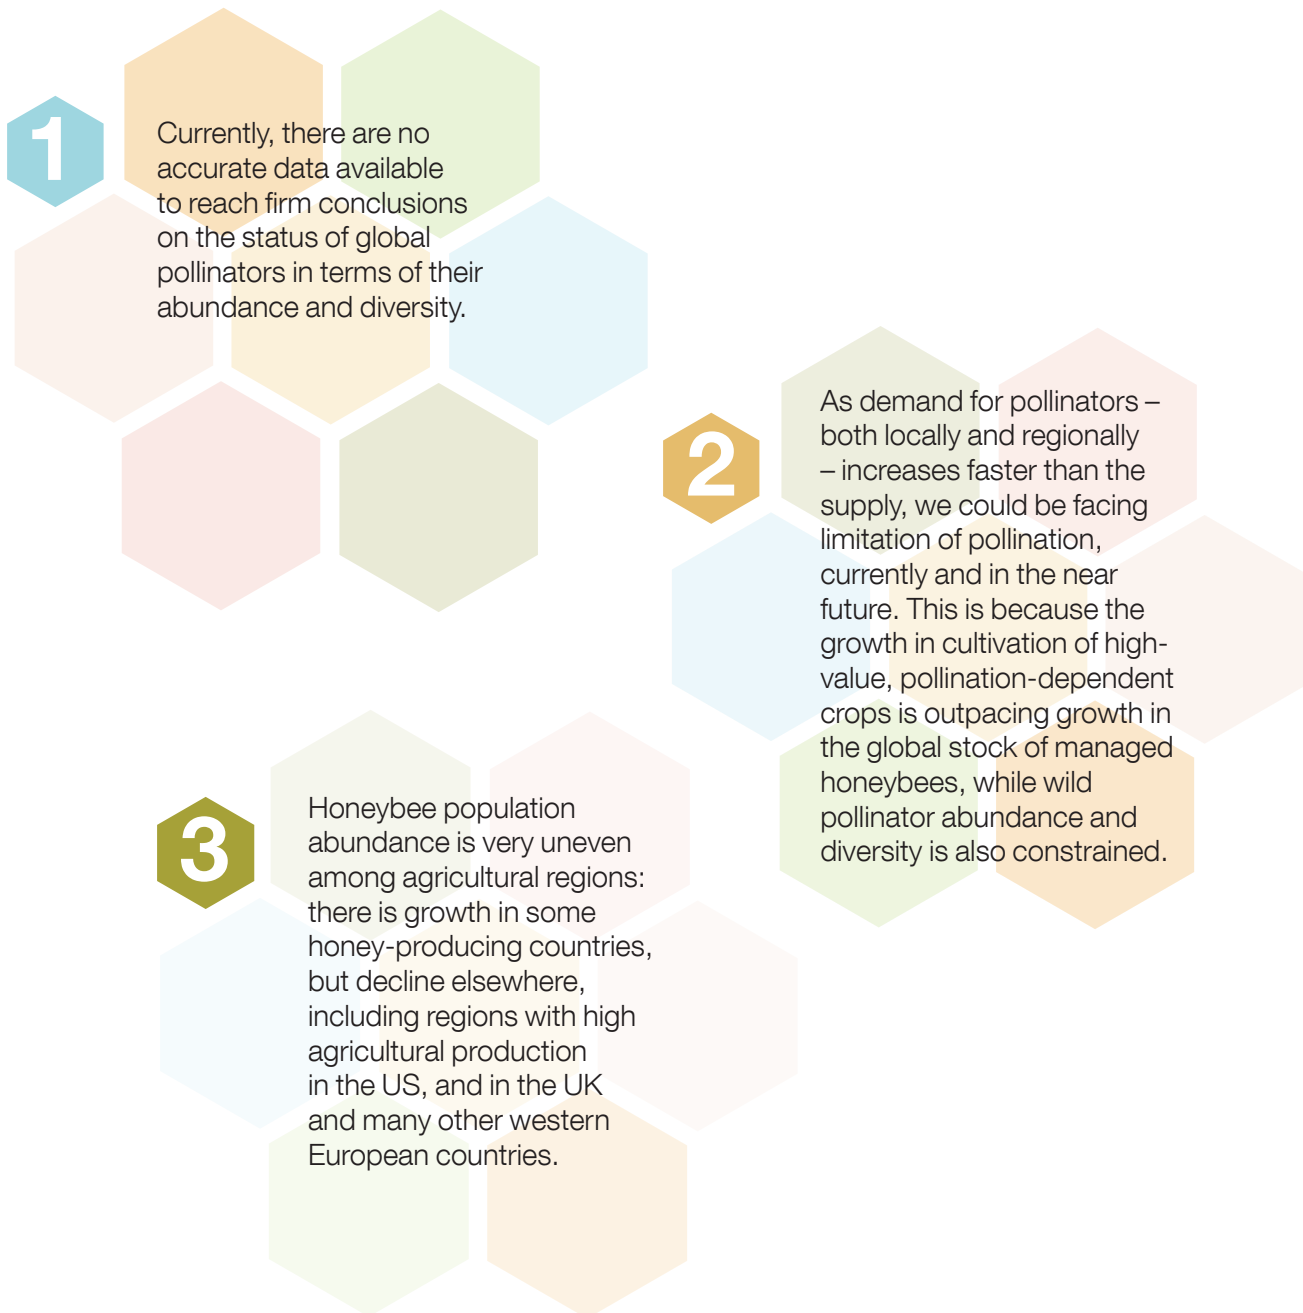 1
Currently, there are no
accurate data available
to reach firm conclusions
on the status of global
pollinators in terms of their
abundance and diversity.
2
As demand for pollinators –
both locally and regionally
– increases faster than the
supply, we could be facing
limitation of pollination,
currently and in the near
future. This is because the
growth in cultivation of high-
value, pollination-dependent
crops is outpacing growth in
the global stock of managed
honeybees, while wild
pollinator abundance and
diversity is also constrained.
3
Honeybee population
abundance is very uneven
among agricultural regions:
there is growth in some
honey-producing countries,
but decline elsewhere,
including regions with high
agricultural production
in the US, and in the UK
and many other western
European countries.